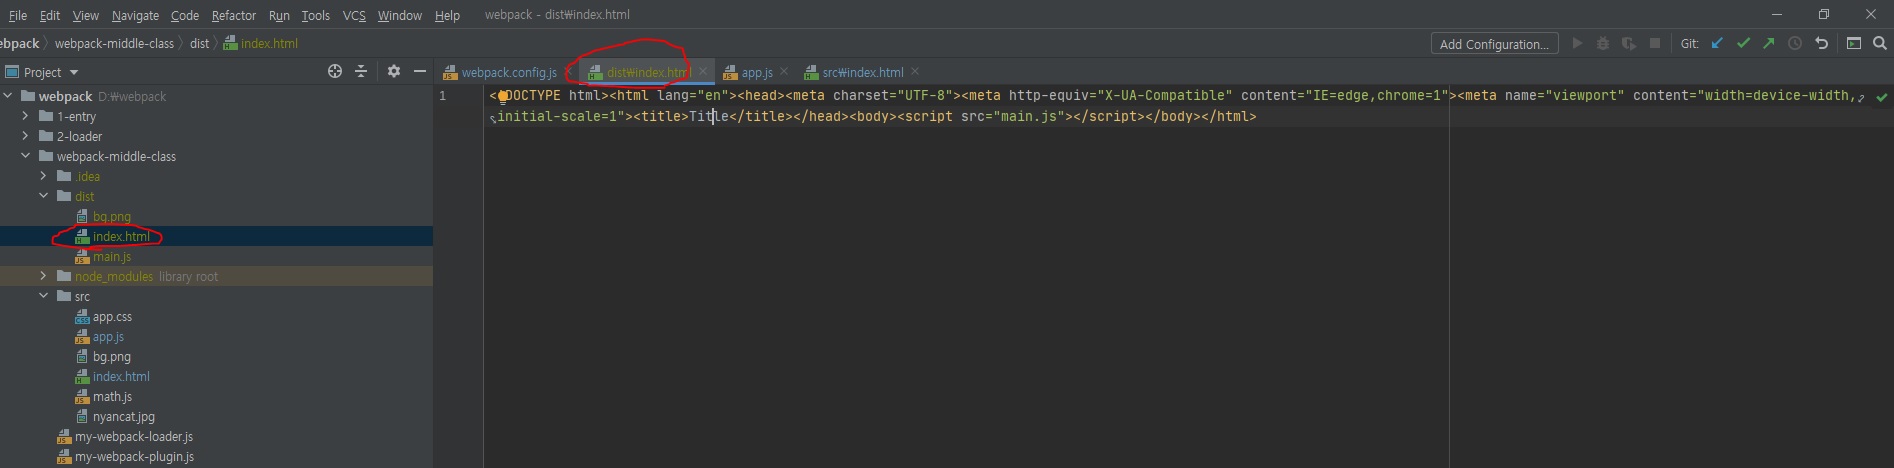 File Edit View Navigate Code Refactor Run Tools VCS Window Help webpack - dist₩index.html
ebpack webpack-middle-class dist index.html Add Configuration... Git:
Project
webpack.config.js dist₩index.html app.js src₩index.html
webpack D:₩webpack
1-entry
2-loader
webpack-middle-class
.idea
dist
bg.png
index.html
main.js
node_modules library root
src
app.css
app.js
bg.png
index.html
math.js
nyancat.jpg
my-webpack-loader.js
my-webpack-plugin.js
1 <!DOCTYPE html><html lang="en"><head><meta charset="UTF-8"><meta http-equiv="X-UA-Compatible" content="IE=edge,chrome=1"><meta name="viewport" content="width=device-width,
initial-scale=1"><title>Title</title></head><body><script src="main.js"></script></body></html>